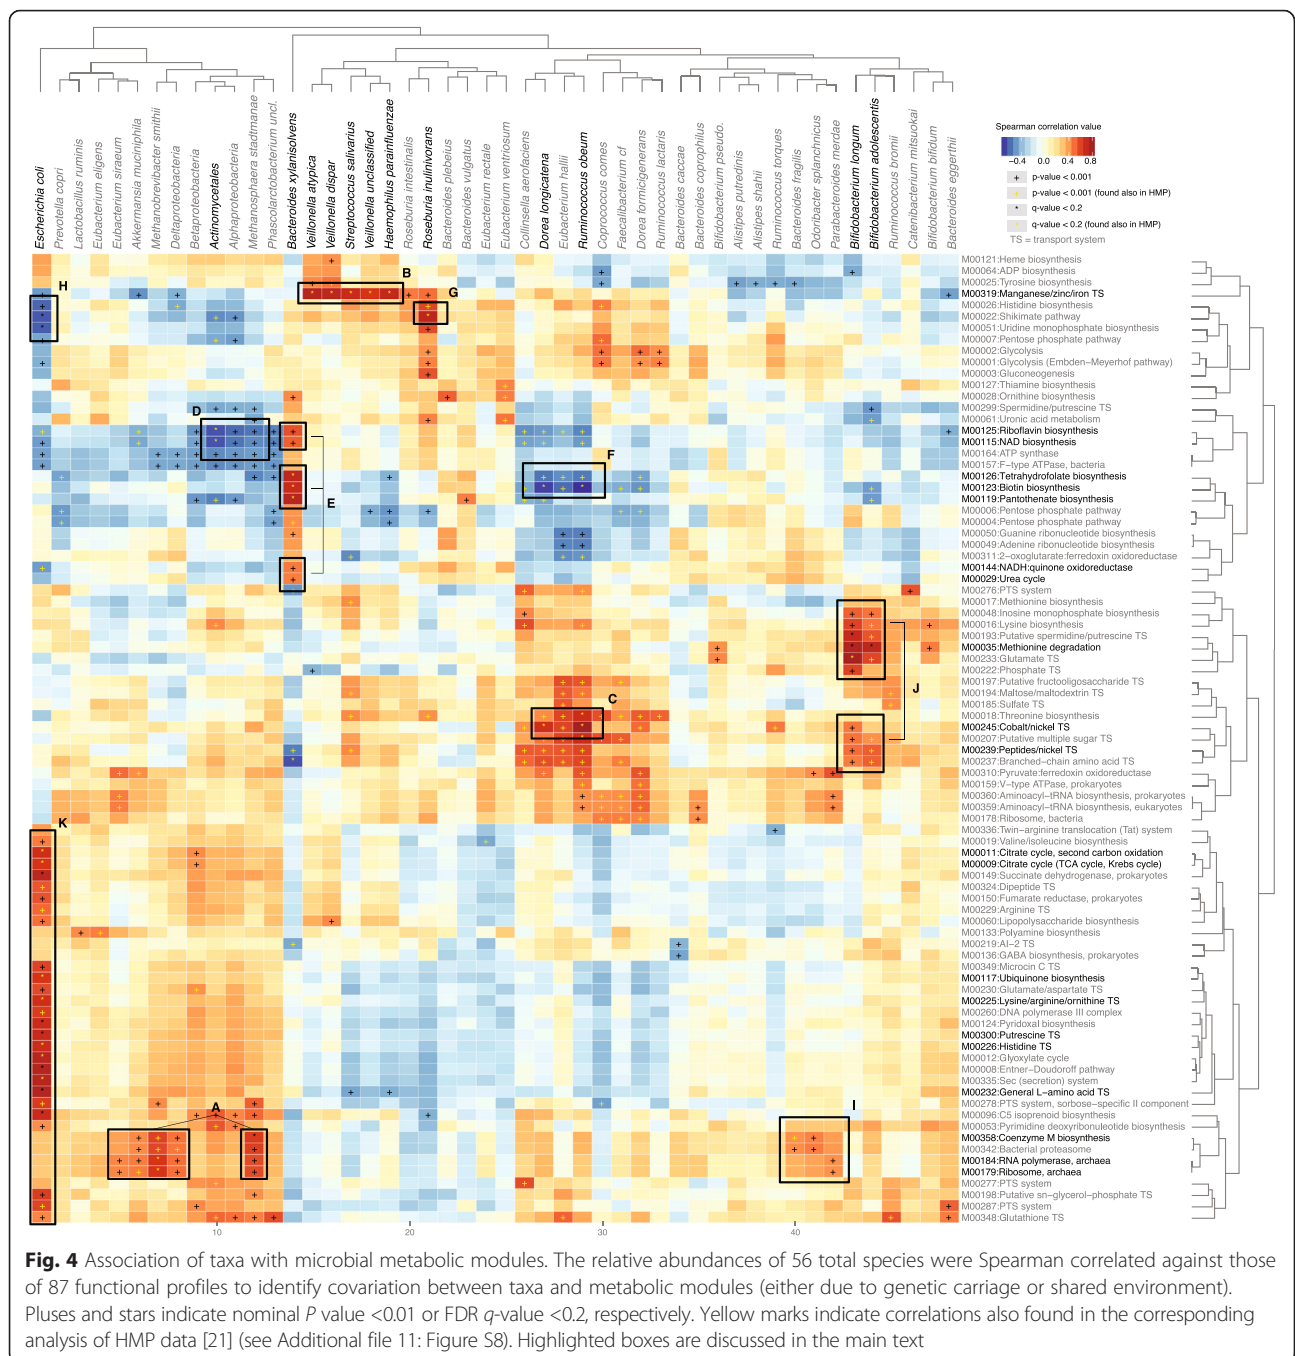 Escherichia coli
Prevotella copri
Lactobacillus ruminis
Eubacterium eligens
Eubacterium siraeum
Akkermansia muciniphila
Methanobrevibacter smithii
Deltaproteobacteria
Betaproteobacteria
Actinomycetales
Alphaproteobacteria
Methanosphaera stadtmanae
Phascolarctobacterium uncl.
Bacteroides xylanisolvens
Veillonella atypica
Veillonella dispar
Streptococcus salivarius
Veillonella unclassified
Haemophilus parainfluenzae
Roseburia intestinalis
Roseburia inulinivorans
Bacteroides plebeius
Bacteroides vulgatus
Eubacterium rectale
Eubacterium ventriosum
Collinsella aerofaciens
Dorea longicatena
Eubacterium hallii
Ruminococcus obeum
Coprococcus comes
Faecalibacterium cf
Dorea formicigenerans
Ruminococcus lactaris
Bacteroides caccae
Bacteroides coprophilus
Bifidobacterium pseudo.
Alistipes putredinis
Alistipes shahii
Ruminococcus torques
Bacteroides fragilis
Odoribacter splanchnicus
Parabacteroides merdae
Bifidobacterium longum
Bifidobacterium adolescentis
Ruminococcus bromii
Catenibacterium mitsuokai
Bifidobacterium bifidum
Bacteroides eggerthii
Spearman correlation value
−0.4 0.0 0.4 0.8
+ p-value < 0.001
+ p-value < 0.001 (found also in HMP)
* q-value < 0.2
* q-value < 0.2 (found also in HMP)
TS = transport system
M00121:Heme biosynthesis
M00064:ADP biosynthesis
M00025:Tyrosine biosynthesis
M00319:Manganese/zinc/iron TS
M00026:Histidine biosynthesis
M00022:Shikimate pathway
M00051:Uridine monophosphate biosynthesis
M00007:Pentose phosphate pathway
M00002:Glycolysis
M00001:Glycolysis (Embden−Meyerhof pathway)
M00003:Gluconeogenesis
M00127:Thiamine biosynthesis
M00028:Ornithine biosynthesis
M00299:Spermidine/putrescine TS
M00061:Uronic acid metabolism
M00125:Riboflavin biosynthesis
M00115:NAD biosynthesis
M00164:ATP synthase
M00157:F−type ATPase, bacteria
M00126:Tetrahydrofolate biosynthesis
M00123:Biotin biosynthesis
M00119:Pantothenate biosynthesis
M00006:Pentose phosphate pathway
M00004:Pentose phosphate pathway
M00050:Guanine ribonucleotide biosynthesis
M00049:Adenine ribonucleotide biosynthesis
M00311:2−oxoglutarate:ferredoxin oxidoreductase
M00144:NADH:quinone oxidoreductase
M00029:Urea cycle
M00276:PTS system
M00017:Methionine biosynthesis
M00048:Inosine monophosphate biosynthesis
M00016:Lysine biosynthesis
M00193:Putative spermidine/putrescine TS
M00035:Methionine degradation
M00233:Glutamate TS
M00222:Phosphate TS
M00197:Putative fructooligosaccharide TS
M00194:Maltose/maltodextrin TS
M00185:Sulfate TS
M00018:Threonine biosynthesis
M00245:Cobalt/nickel TS
M00207:Putative multiple sugar TS
M00239:Peptides/nickel TS
M00237:Branched−chain amino acid TS
M00310:Pyruvate:ferredoxin oxidoreductase
M00159:V−type ATPase, prokaryotes
M00360:Aminoacyl−tRNA biosynthesis, prokaryotes
M00359:Aminoacyl−tRNA biosynthesis, eukaryotes
M00178:Ribosome, bacteria
M00336:Twin−arginine translocation (Tat) system
M00019:Valine/isoleucine biosynthesis
M00011:Citrate cycle, second carbon oxidation
M00009:Citrate cycle (TCA cycle, Krebs cycle)
M00149:Succinate dehydrogenase, prokaryotes
M00324:Dipeptide TS
M00150:Fumarate reductase, prokaryotes
M00229:Arginine TS
M00060:Lipopolysaccharide biosynthesis
M00133:Polyamine biosynthesis
M00219:AI−2 TS
M00136:GABA biosynthesis, prokaryotes
M00349:Microcin C TS
M00117:Ubiquinone biosynthesis
M00230:Glutamate/aspartate TS
M00225:Lysine/arginine/ornithine TS
M00260:DNA polymerase III complex
M00124:Pyridoxal biosynthesis
M00300:Putrescine TS
M00226:Histidine TS
M00012:Glyoxylate cycle
M00008:Entner−Doudoroff pathway
M00335:Sec (secretion) system
M00232:General L−amino acid TS
M00278:PTS system, sorbose−specific II component
M00096:C5 isoprenoid biosynthesis
M00053:Pyrimidine deoxyribonuleotide biosynthesis
M00358:Coenzyme M biosynthesis
M00342:Bacterial proteasome
M00184:RNA polymerase, archaea
M00179:Ribosome, archaea
M00277:PTS system
M00198:Putative sn−glycerol−phosphate TS
M00287:PTS system
M00348:Glutathione TS
H
B
G
D
E
F
J
C
K
A
I
10 20 30 40
Fig. 4 Association of taxa with microbial metabolic modules. The relative abundances of 56 total species were Spearman correlated against those
of 87 functional profiles to identify covariation between taxa and metabolic modules (either due to genetic carriage or shared environment).
Pluses and stars indicate nominal P value <0.01 or FDR q-value <0.2, respectively. Yellow marks indicate correlations also found in the corresponding
analysis of HMP data [21] (see Additional file 11: Figure S8). Highlighted boxes are discussed in the main text